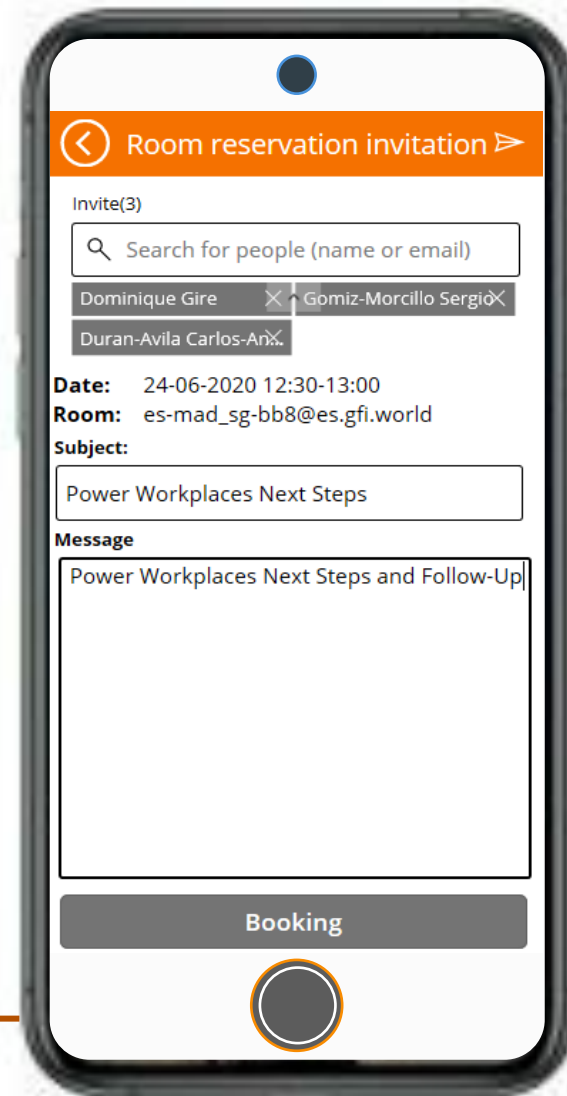 Room reservation invitation
Invite(3)
Search for people (name or email)
Dominique Gire Gomiz-Morcillo Sergio
Duran-Avila Carlos-An...
Date: 24-06-2020 12:30-13:00
Room: es-mad_sg-bb8@es.gfi.world
Subject:
Power Workplaces Next Steps
Message
Power Workplaces Next Steps and Follow-Up
Booking